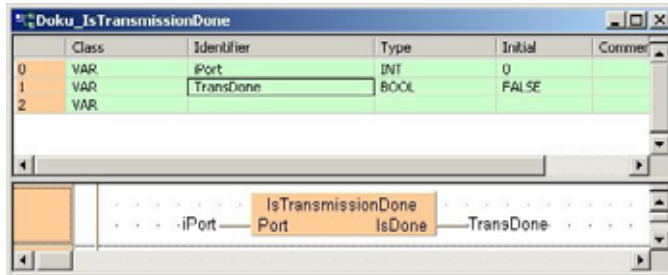 Doku_IsTransmissionDone
Class Identifier Type Initial Commer
0 VAR iPort INT 0
1 VAR TransDone BOOL FALSE
2 VAR
IsTransmissionDone
iPort Port IsDone TransDone